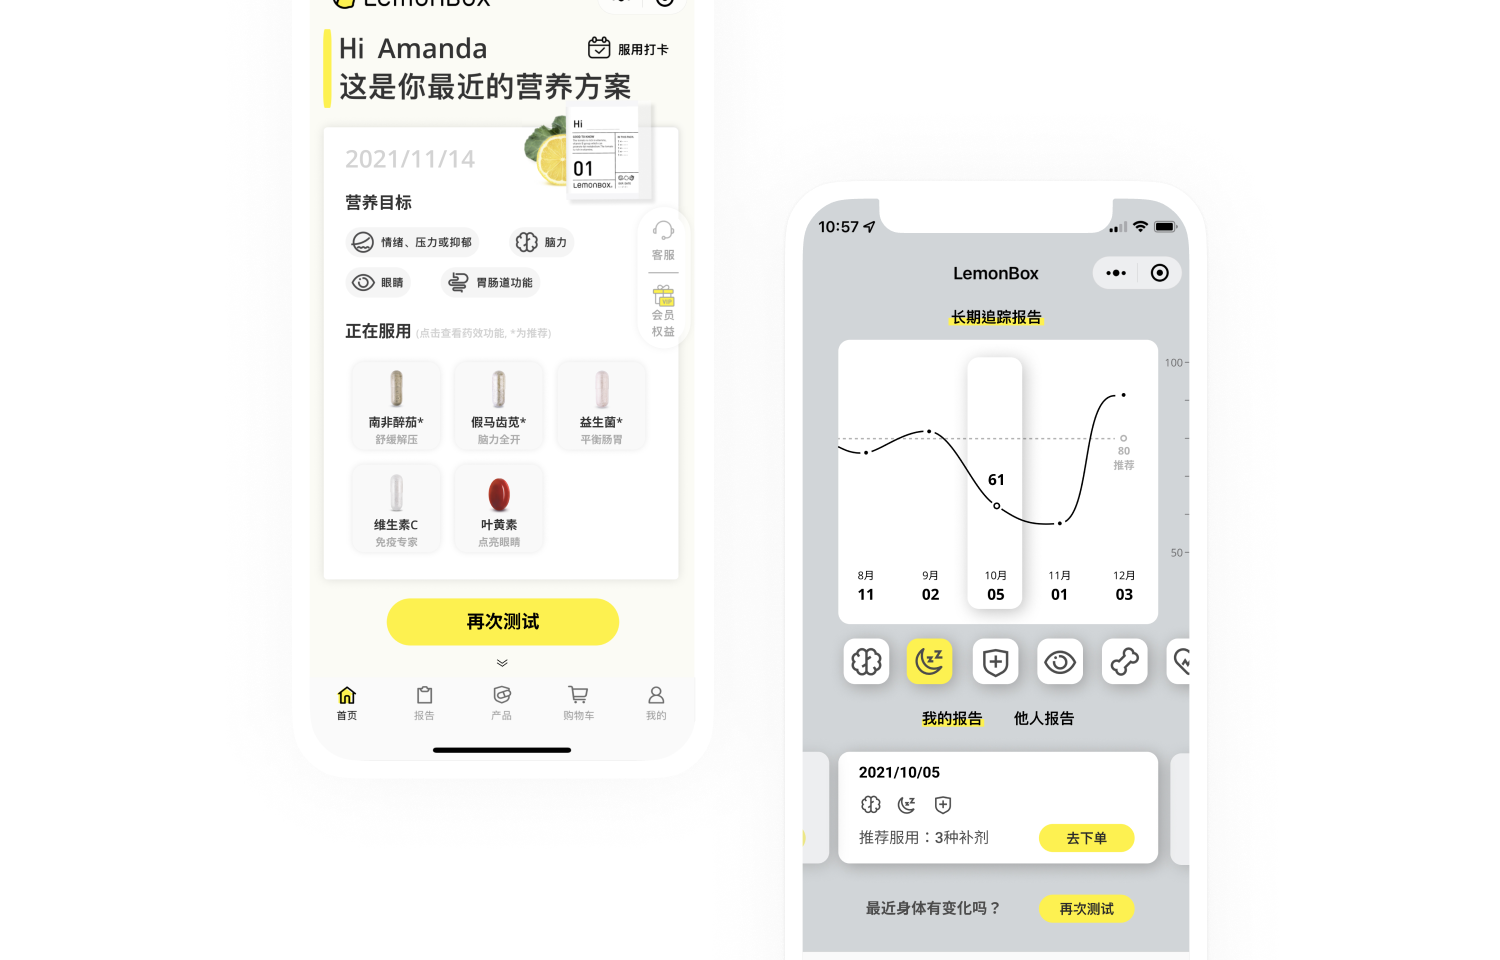 LemonBox
Hi Amanda
服用打卡
这是你最近的营养方案
2021/11/14
Hi
01
LEMONBOX.
营养目标
情绪、压力或抑郁
脑力
眼睛
胃肠道功能
客服
VIP
会员
权益
正在服用 (点击查看药效功能, *为推荐)
南非醉茄*
舒缓解压
假马齿苋*
脑力全开
益生菌*
平衡肠胃
维生素C
免疫专家
叶黄素
点亮眼睛
再次测试
首页
报告
产品
购物车
我的
10:57
LemonBox
长期追踪报告
100
80
推荐
61
50
8月
11
9月
02
10月
05
11月
01
12月
03
我的报告
他人报告
2021/10/05
推荐服用：3种补剂
去下单
最近身体有变化吗？
再次测试